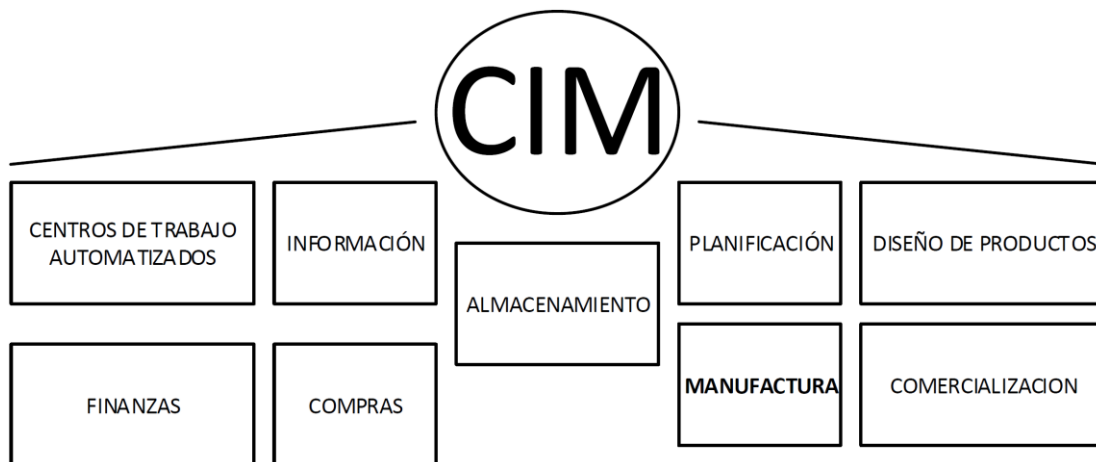 CIM
CENTROS DE TRABAJO
AUTOMATIZADOS
INFORMACIÓN
ALMACENAMIENTO
PLANIFICACIÓN
DISEÑO DE PRODUCTOS
FINANZAS
COMPRAS
MANUFACTURA
COMERCIALIZACION